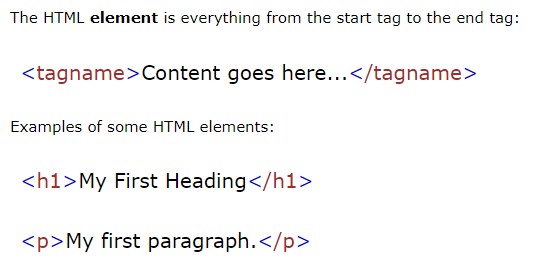 The HTML element is everything from the start tag to the end tag:
<tagname>Content goes here...</tagname>
Examples of some HTML elements:
<h1>My First Heading</h1>
<p>My first paragraph.</p>